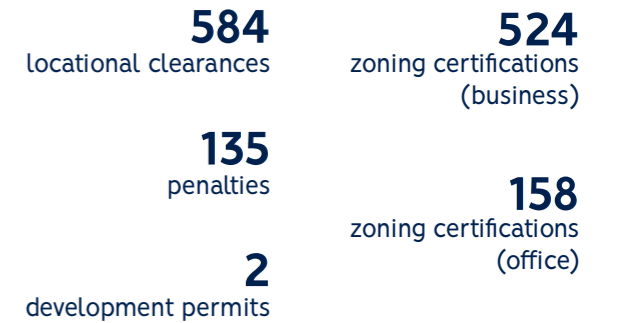 584
locational clearances
135
penalties
2
development permits
524
zoning certifications
(business)
158
zoning certifications
(office)